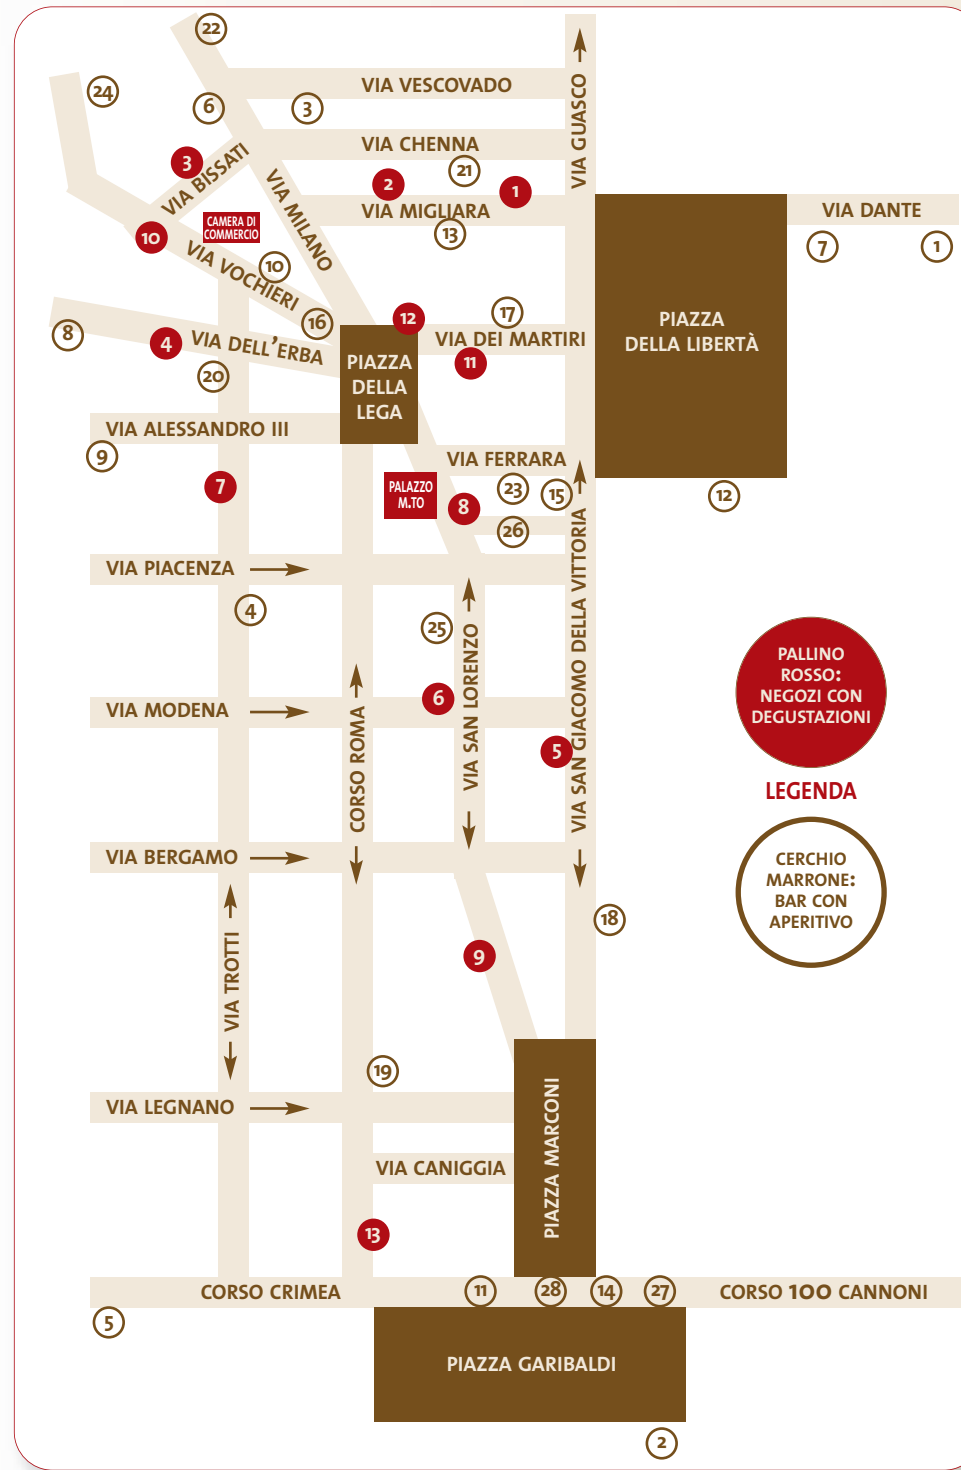 22
VIA VESCOVADO
24
6
3
VIA GUASCO
VIA CHENNA
3
VIA BISSATI
21
2
1
VIA MILANO
VIA MIGLIARA
VIA DANTE
CAMERA DI
COMMERCIO
10
13
7
1
VIA VOCHIERI
10
16
12
17
8
4
VIA DELL'ERBA
20
VIA DEI MARTIRI
11
PIAZZA
DELLA LIBERTÀ
PIAZZA
DELLA
LEGA
VIA ALESSANDRO III
9
VIA FERRARA
7
PALAZZO
M.TO
8
23
15
12
26
VIA PIACENZA
4
25
VIA SAN LORENZO
VIA SAN GIACOMO DELLA VITTORIA
6
VIA MODENA
CORSO ROMA
5
PALLINO
ROSSO:
NEGOZI CON
DEGUSTAZIONI
LEGENDA
CERCHIO
MARRONE:
BAR CON
APERITIVO
VIA BERGAMO
18
9
VIA TROTTI
19
VIA LEGNANO
PIAZZA MARCONI
VIA CANIGGIA
13
CORSO CRIMEA
11
28
14
27
CORSO 100 CANNONI
5
PIAZZA GARIBALDI
2